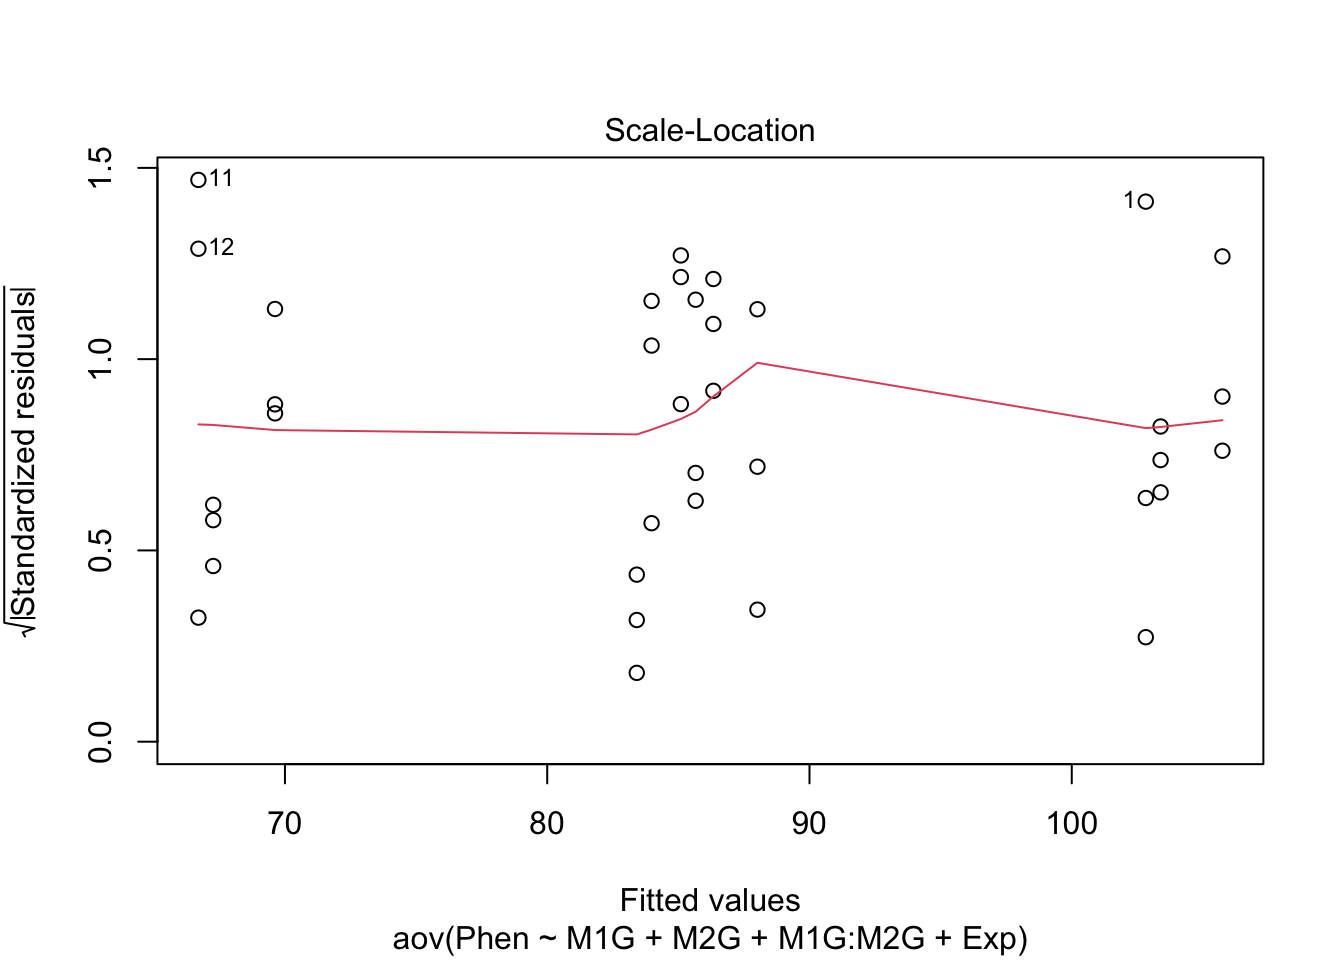 Scale-Location
√|Standardized residuals|
1.5
1.0
0.5
0.0
11
12
1
70 80 90 100
Fitted values
aov(Phen ~ M1G + M2G + M1G:M2G + Exp)